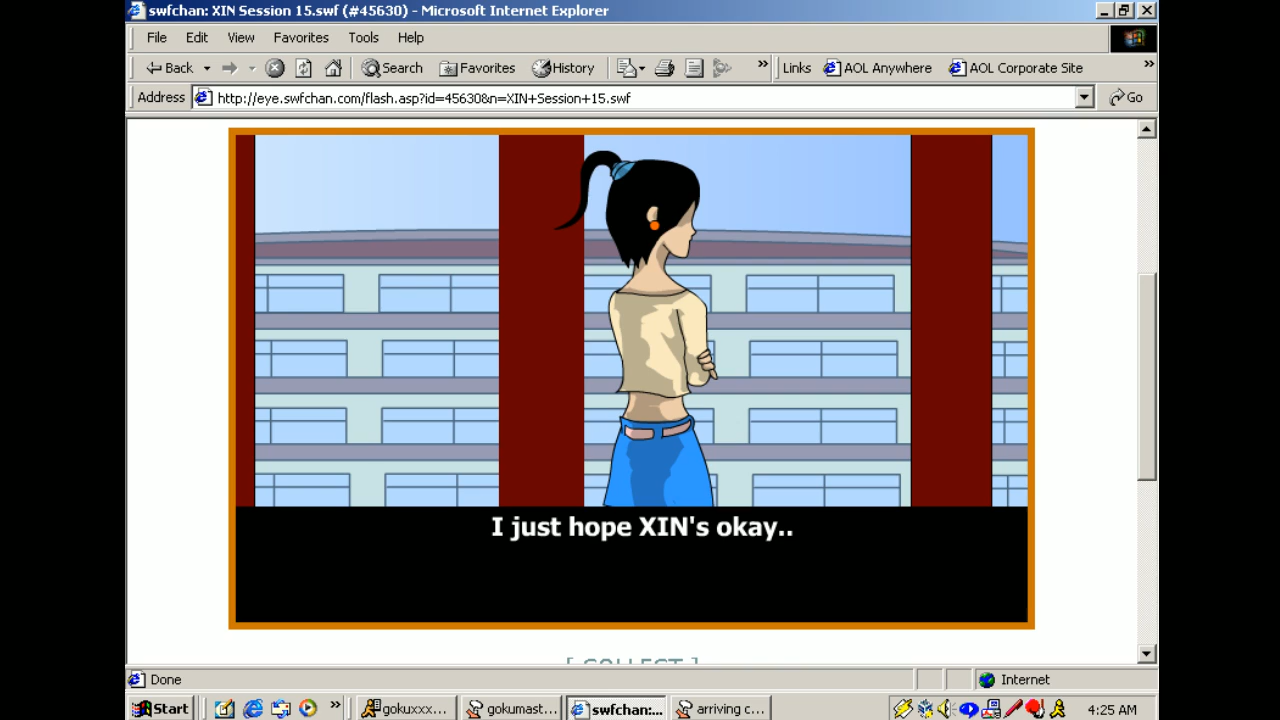 swfchan: XIN Session 15.swf (#45630) - Microsoft Internet Explorer
File Edit View Favorites Tools Help
Back Search Favorites History » Links AOL Anywhere AOL Corporate Site »
Address http://eye.swfchan.com/flash.asp?id=45630&n=XIN+Session+15.swf Go
I just hope XIN's okay..
[ COLLECT ]
Done Internet
Start » gokuxxx... gokumast... swfchan:... arriving c... 4:25 AM